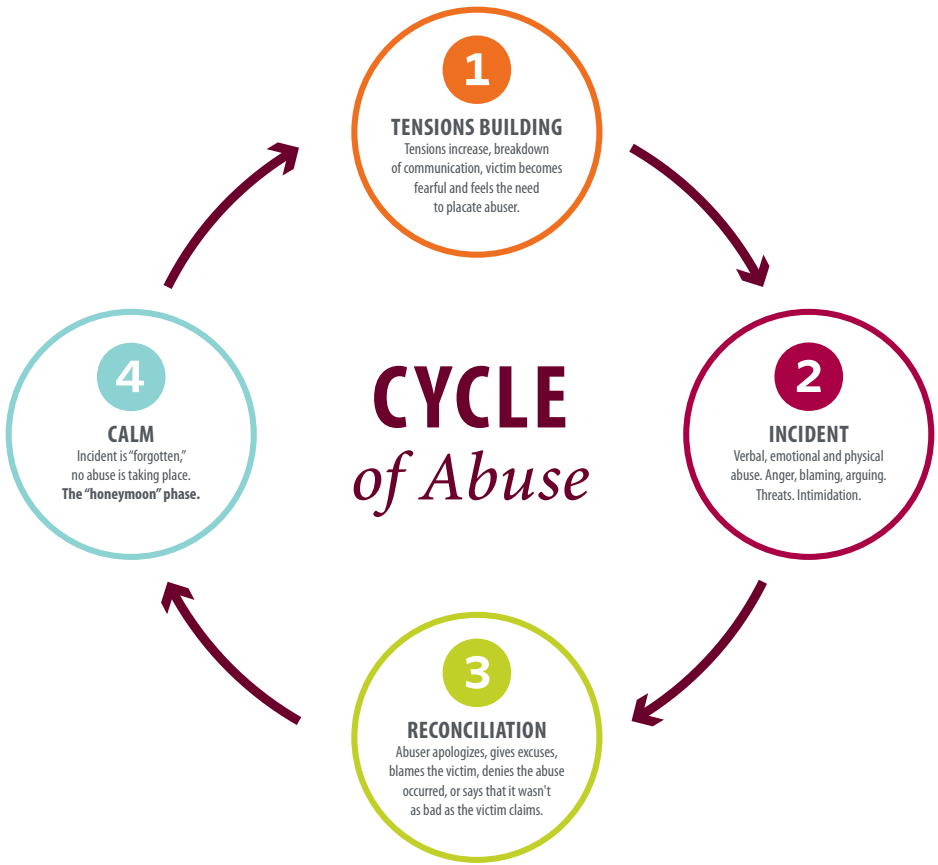 1
TENSIONS BUILDING
Tensions increase, breakdown
of communication, victim becomes
fearful and feels the need
to placate abuser.
2
INCIDENT
Verbal, emotional and physical
abuse. Anger, blaming, arguing.
Threats. Intimidation.
3
RECONCILIATION
Abuser apologizes, gives excuses,
blames the victim, denies the abuse
occurred, or says that it wasn't
as bad as the victim claims.
4
CALM
Incident is “forgotten,”
no abuse is taking place.
The “honeymoon” phase.
CYCLE
of Abuse